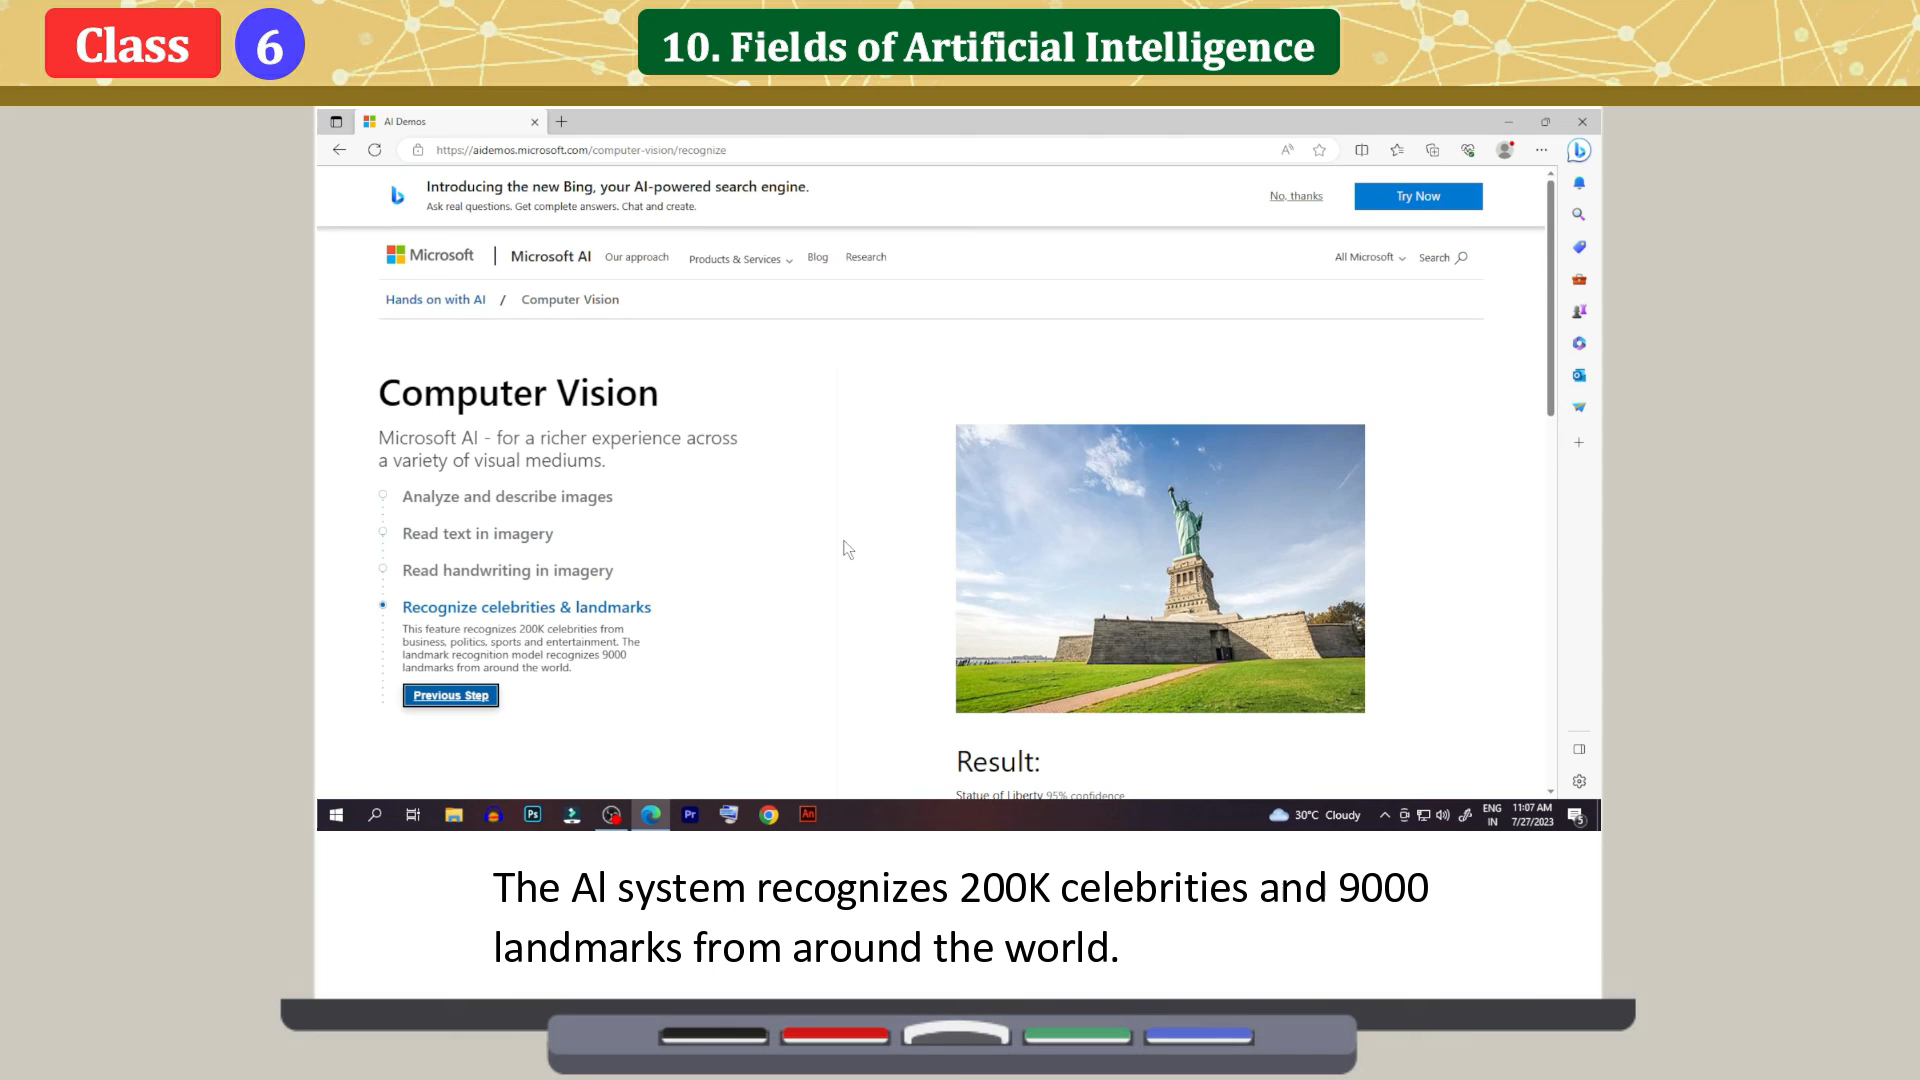 Class 6
10. Fields of Artificial Intelligence
AI Demos
https://aidemos.microsoft.com/computer-vision/recognize
Introducing the new Bing, your AI-powered search engine.
Ask real questions. Get complete answers. Chat and create.
No, thanks
Try Now
Microsoft | Microsoft AI Our approach Products & Services Blog Research
All Microsoft Search
Hands on with AI / Computer Vision
Computer Vision
Microsoft AI - for a richer experience across
a variety of visual mediums.
Analyze and describe images
Read text in imagery
Read handwriting in imagery
Recognize celebrities & landmarks
This feature recognizes 200K celebrities from
business, politics, sports and entertainment. The
landmark recognition model recognizes 9000
landmarks from around the world.
Previous Step
Result:
Statue of Liberty 95% confidence
Ps
Pr
An
30°C Cloudy
ENG
IN
11:07 AM
7/27/2023
5
The AI system recognizes 200K celebrities and 9000
landmarks from around the world.